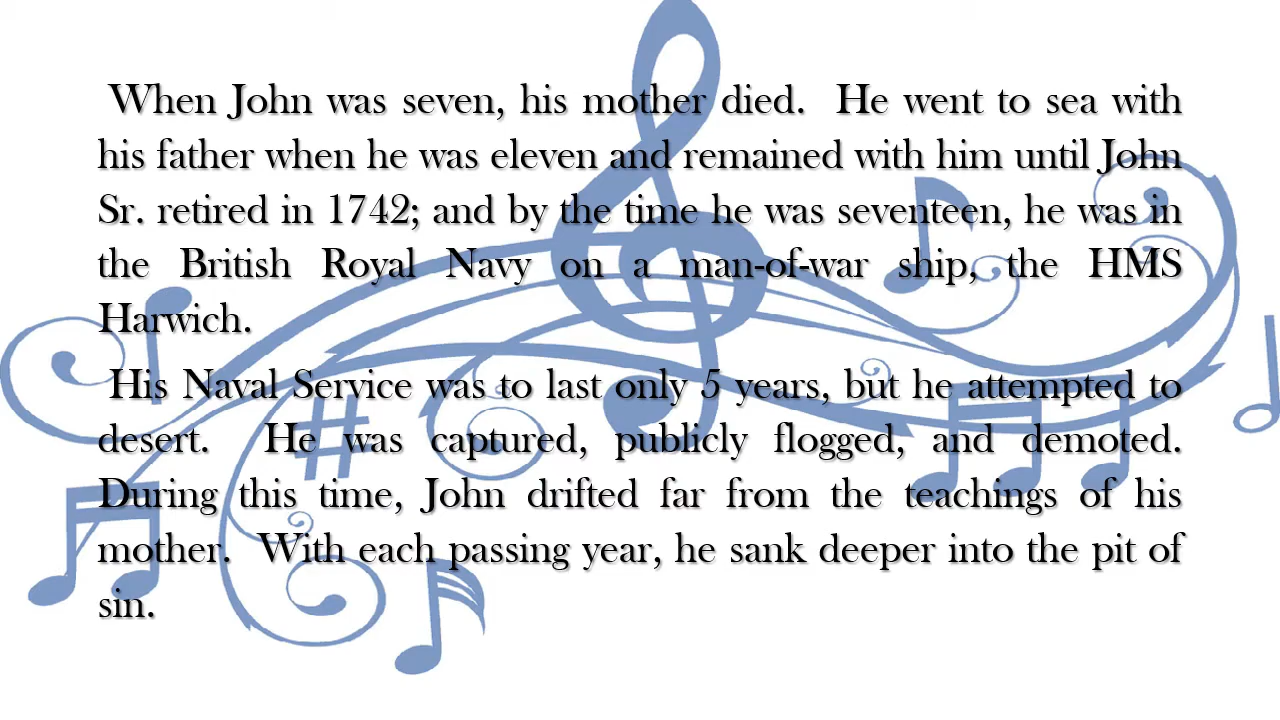 When John was seven, his mother died. He went to sea with
his father when he was eleven and remained with him until John
Sr. retired in 1742; and by the time he was seventeen, he was in
the British Royal Navy on a man-of-war ship, the HMS
Harwich.
His Naval Service was to last only 5 years, but he attempted to
desert. He was captured, publicly flogged, and demoted.
During this time, John drifted far from the teachings of his
mother. With each passing year, he sank deeper into the pit of
sin.